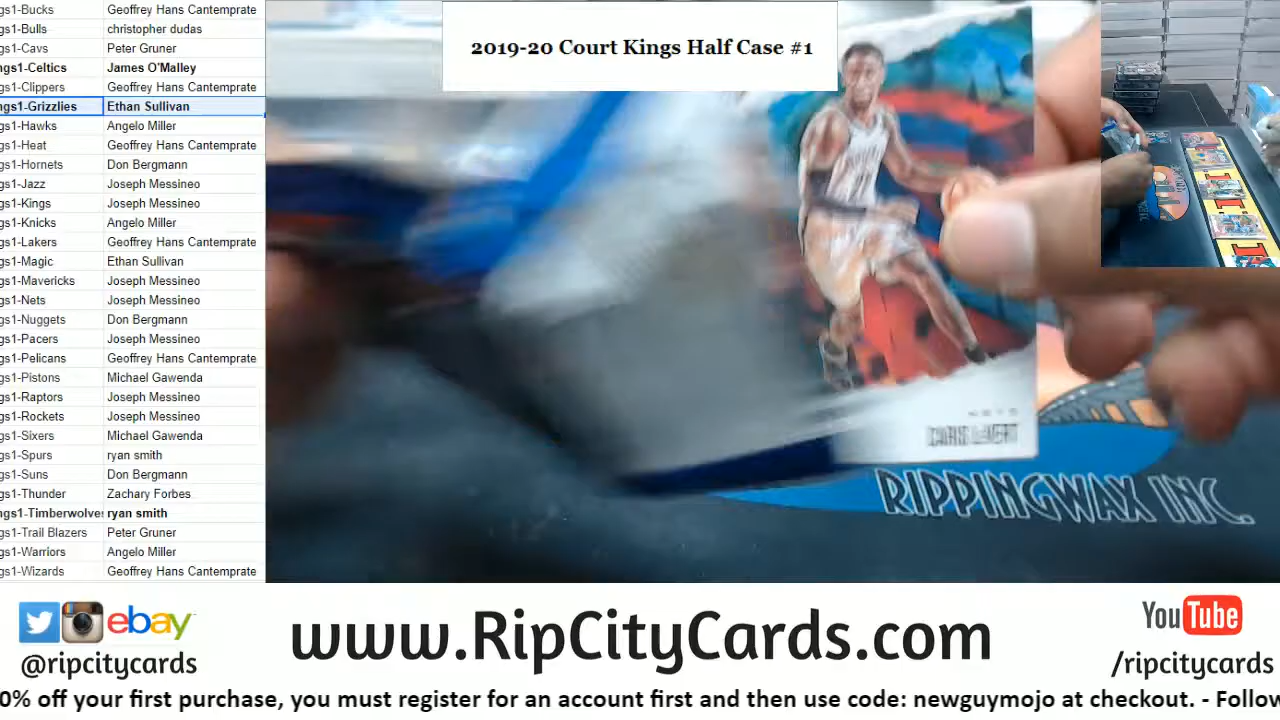 gs1-Bucks Geoffrey Hans Cantemprate
gs1-Bulls christopher dudas
gs1-Cavs Peter Gruner
ngs1-Celtics James O'Malley
gs1-Clippers Geoffrey Hans Cantemprate
ngs1-Grizzlies Ethan Sullivan
gs1-Hawks Angelo Miller
gs1-Heat Geoffrey Hans Cantemprate
gs1-Hornets Don Bergmann
gs1-Jazz Joseph Messineo
gs1-Kings Joseph Messineo
gs1-Knicks Angelo Miller
gs1-Lakers Geoffrey Hans Cantemprate
gs1-Magic Ethan Sullivan
gs1-Mavericks Joseph Messineo
gs1-Nets Joseph Messineo
gs1-Nuggets Don Bergmann
gs1-Pacers Joseph Messineo
gs1-Pelicans Geoffrey Hans Cantemprate
gs1-Pistons Michael Gawenda
gs1-Raptors Joseph Messineo
gs1-Rockets Joseph Messineo
gs1-Sixers Michael Gawenda
gs1-Spurs ryan smith
gs1-Suns Don Bergmann
gs1-Thunder Zachary Forbes
ngs1-Timberwolves ryan smith
gs1-Trail Blazers Peter Gruner
gs1-Warriors Angelo Miller
gs1-Wizards Geoffrey Hans Cantemprate
2019-20 Court Kings Half Case #1
NETS
CARIS LEVERT
RIPPINGWAX INC.
ebay
@ripcitycards
www.RipCityCards.com
YouTube
/ripcitycards
0% off your first purchase, you must register for an account first and then use code: newguymojo at checkout. - Follow